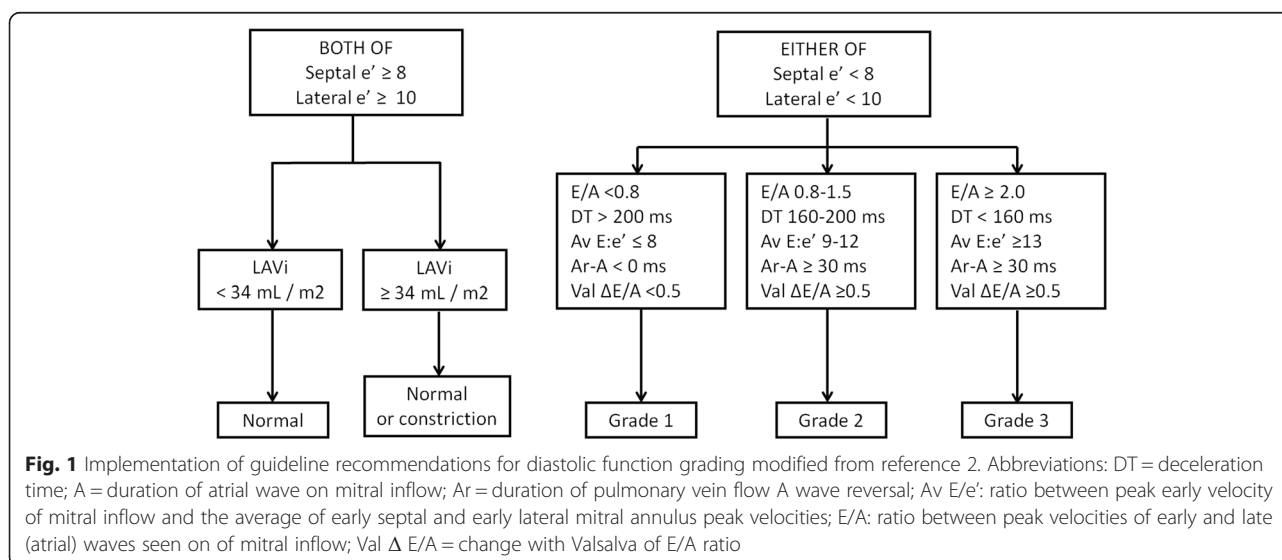 BOTH OF
Septal e’ ≥ 8
Lateral e’ ≥ 10
EITHER OF
Septal e’ < 8
Lateral e’ < 10
LAVi
< 34 mL / m2
LAVi
≥ 34 mL / m2
E/A <0.8
DT > 200 ms
Av E:e’ ≤ 8
Ar-A < 0 ms
Val ΔE/A <0.5
E/A 0.8-1.5
DT 160-200 ms
Av E:e’ 9-12
Ar-A ≥ 30 ms
Val ΔE/A ≥0.5
E/A ≥ 2.0
DT < 160 ms
Av E:e’ ≥13
Ar-A ≥ 30 ms
Val ΔE/A ≥0.5
Normal
Normal
or constriction
Grade 1
Grade 2
Grade 3
Fig. 1 Implementation of guideline recommendations for diastolic function grading modified from reference 2. Abbreviations: DT = deceleration
time; A = duration of atrial wave on mitral inflow; Ar = duration of pulmonary vein flow A wave reversal; Av E/e’: ratio between peak early velocity
of mitral inflow and the average of early septal and early lateral mitral annulus peak velocities; E/A: ratio between peak velocities of early and late
(atrial) waves seen on of mitral inflow; Val Δ E/A = change with Valsalva of E/A ratio